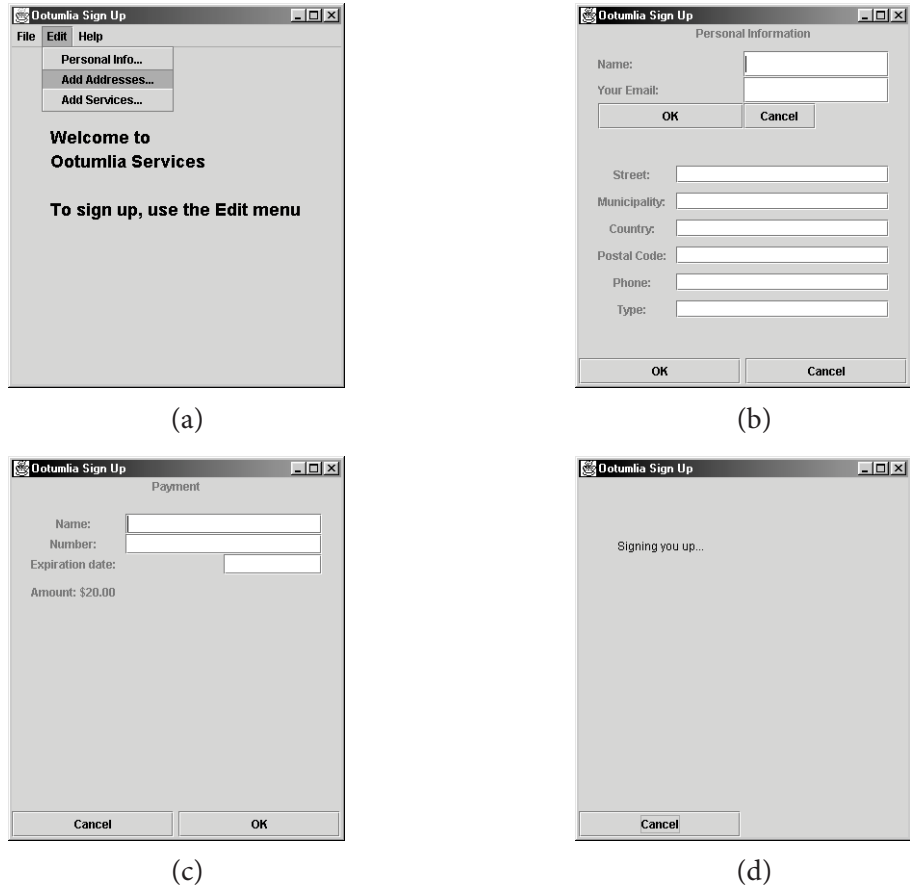 Ootumlia Sign Up
File Edit Help
Personal Info...
Add Addresses...
Add Services...
Welcome to
Ootumlia Services
To sign up, use the Edit menu
(a)
Ootumlia Sign Up
Personal Information
Name:
Your Email:
OK Cancel
Street:
Municipality:
Country:
Postal Code:
Phone:
Type:
OK Cancel
(b)
Ootumlia Sign Up
Payment
Name:
Number:
Expiration date:
Amount: $20.00
Cancel OK
(c)
Ootumlia Sign Up
Signing you up...
Cancel
(d)